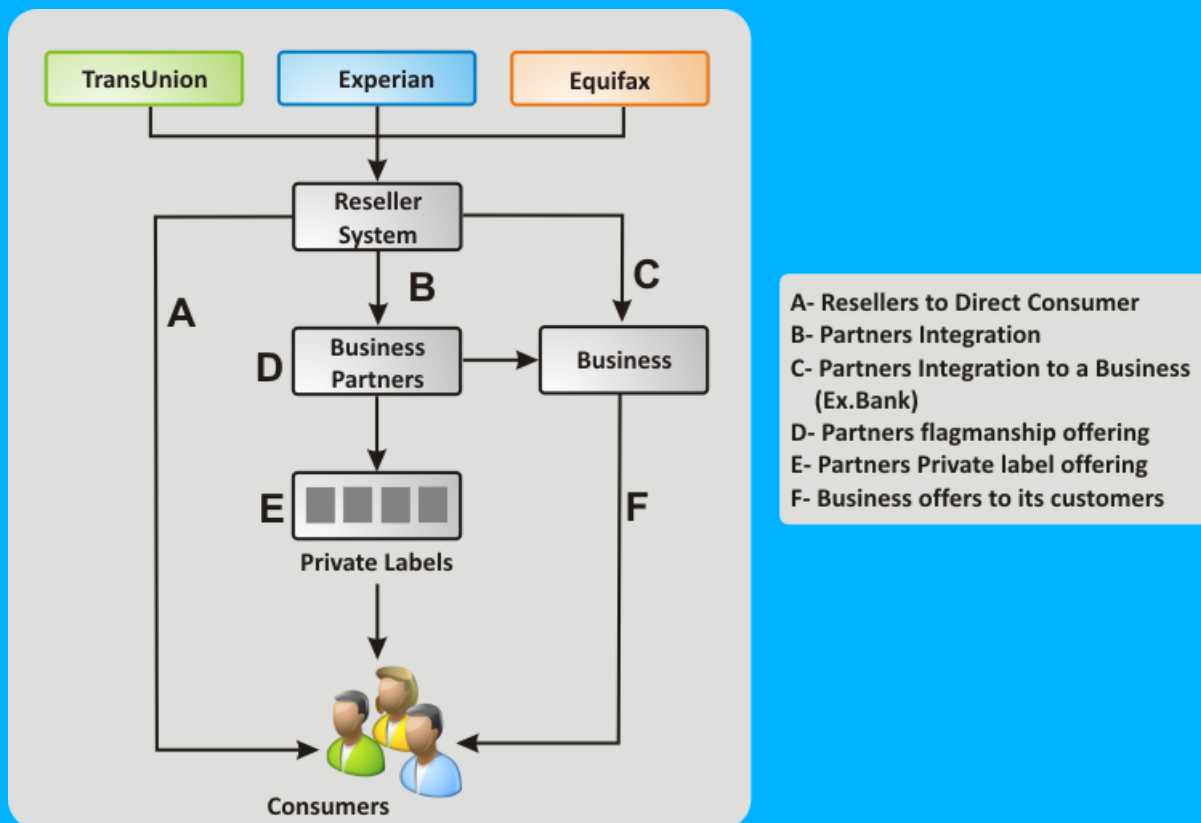 TransUnion
Experian
Equifax
Reseller
System
A
B
C
D
Business
Partners
Business
E
Private Labels
F
Consumers
A- Resellers to Direct Consumer
B- Partners Integration
C- Partners Integration to a Business
(Ex.Bank)
D- Partners flagmanship offering
E- Partners Private label offering
F- Business offers to its customers